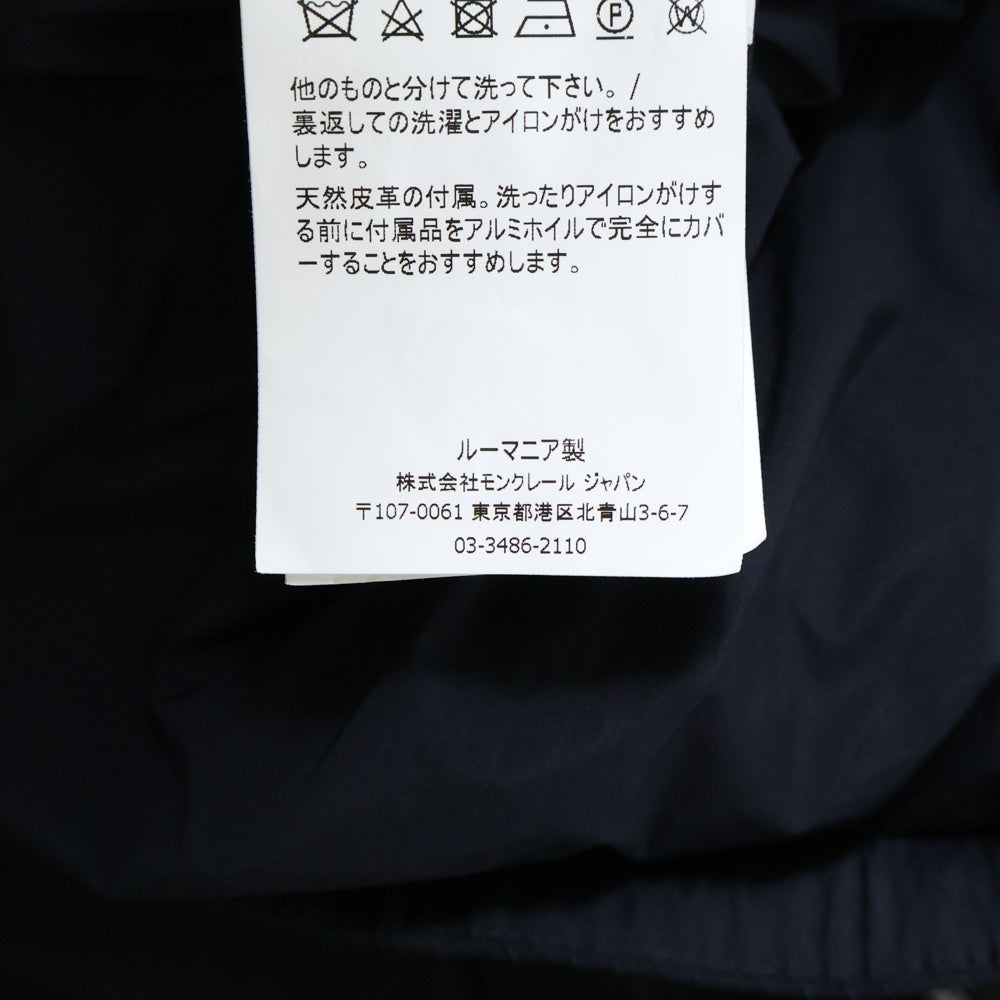 他のものと分けて洗って下さい。/
裏返しての洗濯とアイロンがけをおすすめ
します。
天然皮革の付属。洗ったりアイロンがけす
る前に付属品をアルミホイルで完全にカバ
ーすることをおすすめします。
ルーマニア製
株式会社モンクレール ジャパン
〒107-0061 東京都港区北青山3-6-7
03-3486-2110